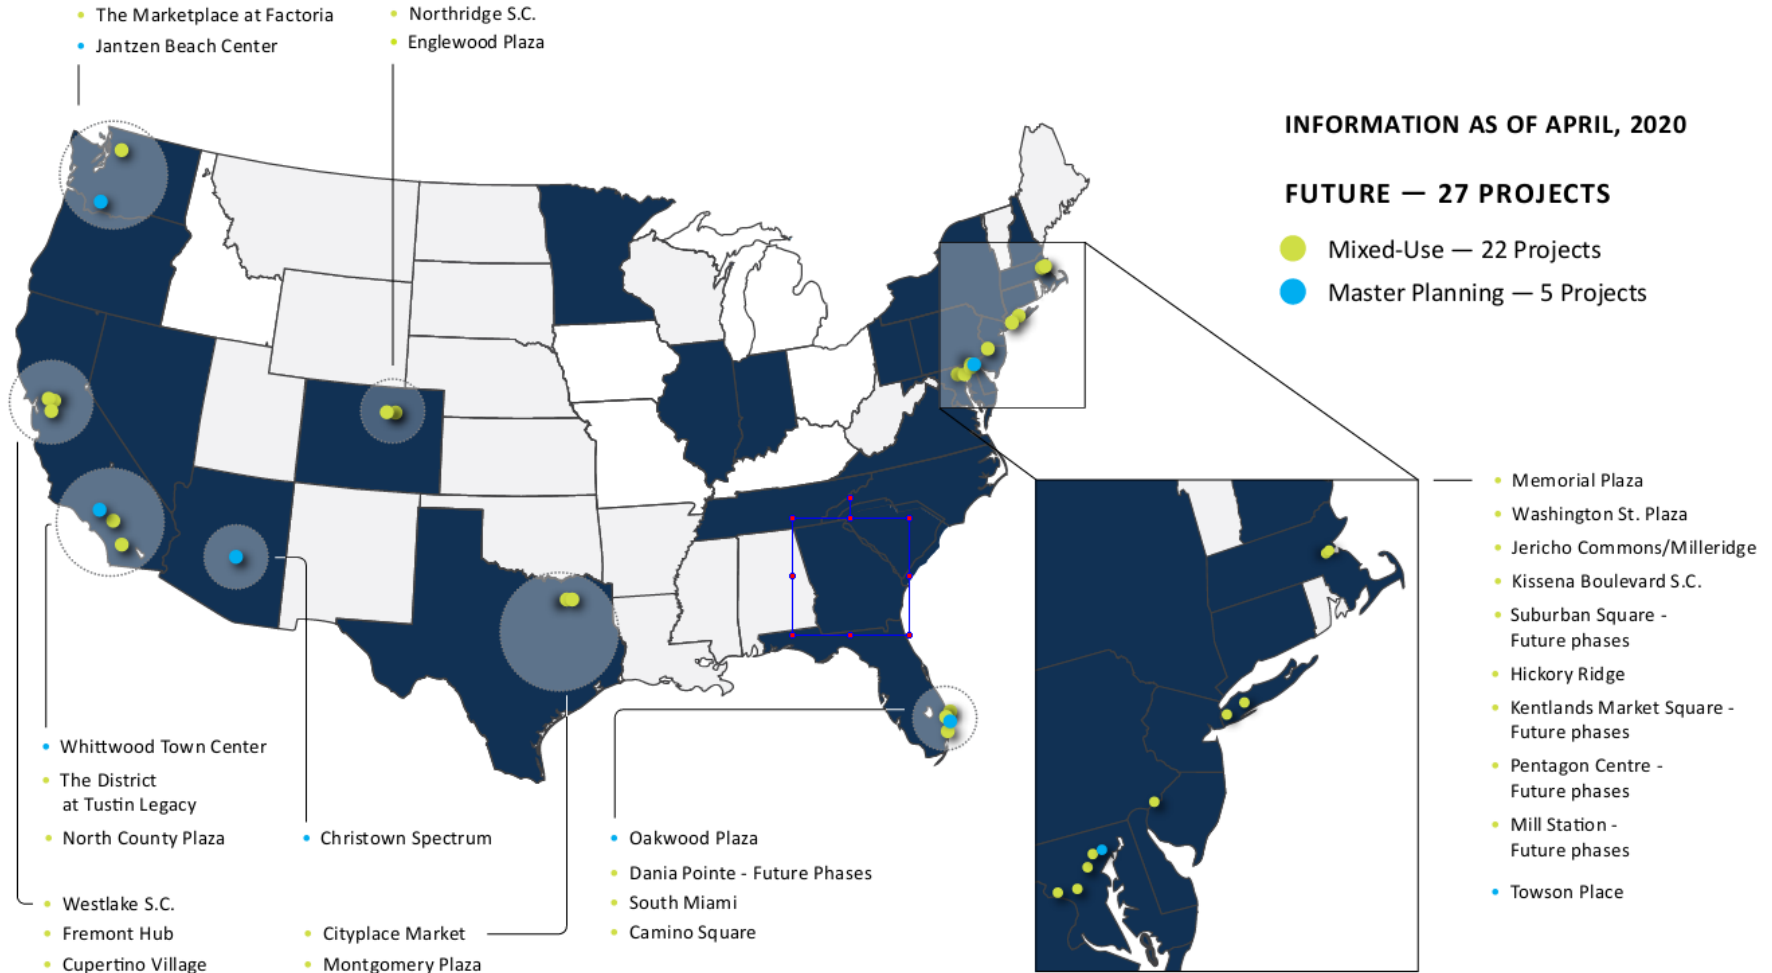 The Marketplace at Factoria
Jantzen Beach Center
Northridge S.C.
Englewood Plaza
INFORMATION AS OF APRIL, 2020
FUTURE — 27 PROJECTS
Mixed-Use — 22 Projects
Master Planning — 5 Projects
Memorial Plaza
Washington St. Plaza
Jericho Commons/Milleridge
Kissena Boulevard S.C.
Suburban Square -
Future phases
Hickory Ridge
Kentlands Market Square -
Future phases
Pentagon Centre -
Future phases
Mill Station -
Future phases
Towson Place
Whittwood Town Center
The District
at Tustin Legacy
North County Plaza
Westlake S.C.
Fremont Hub
Cupertino Village
Christown Spectrum
Cityplace Market
Montgomery Plaza
Oakwood Plaza
Dania Pointe - Future Phases
South Miami
Camino Square